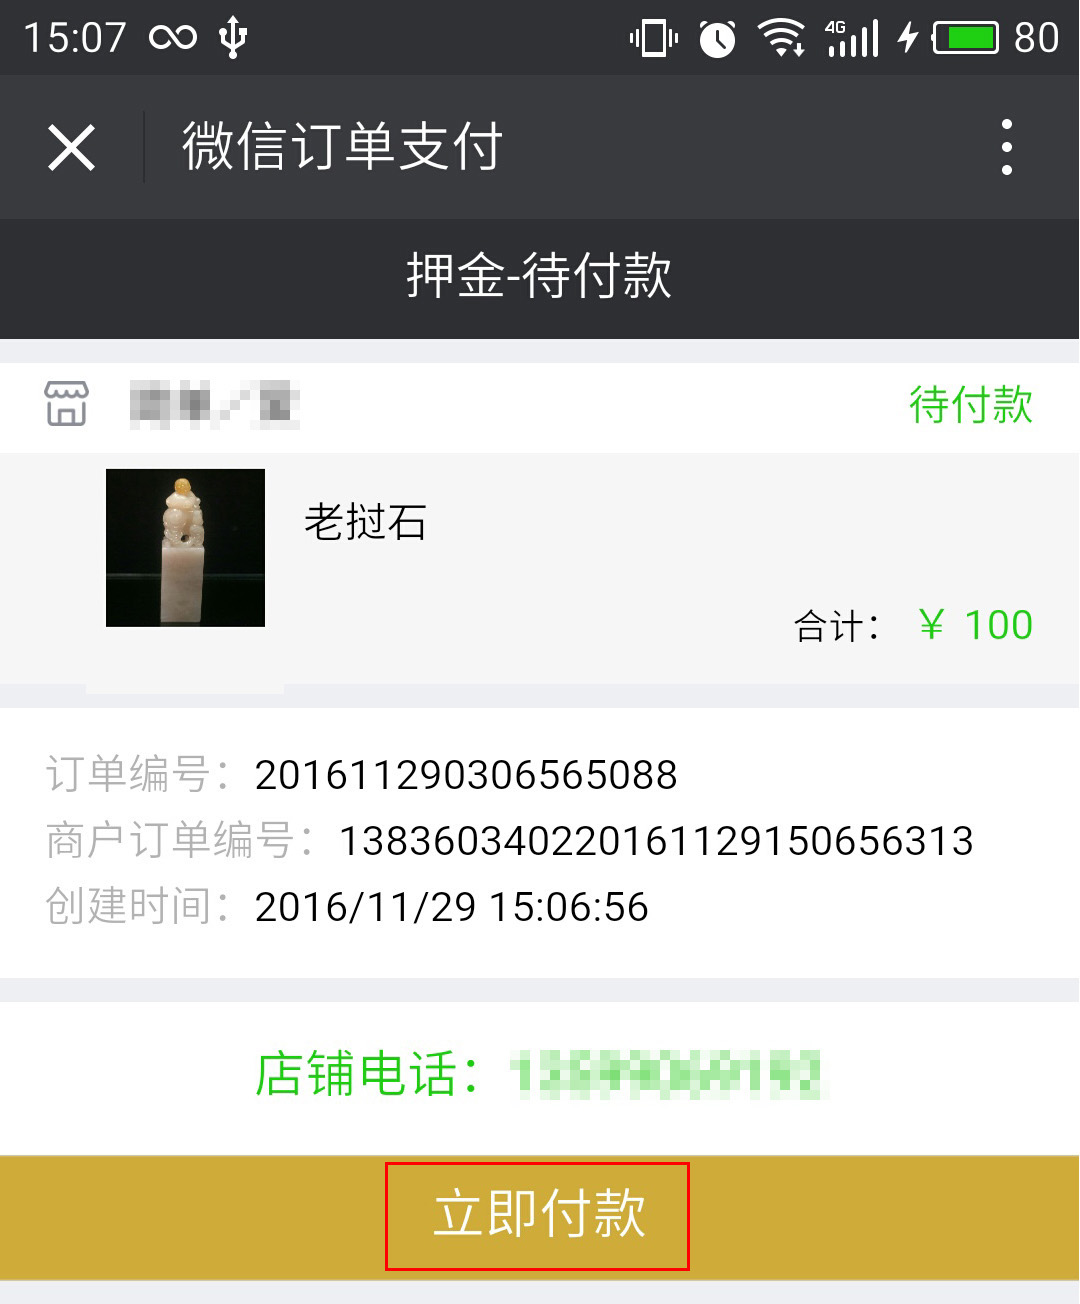 15:07 4G 80
微信订单支付
押金-待付款
待付款
老挝石
合计： ¥ 100
订单编号：201611290306565088
商户订单编号：138360340220161129150656313
创建时间：2016/11/29 15:06:56
店铺电话：
立即付款